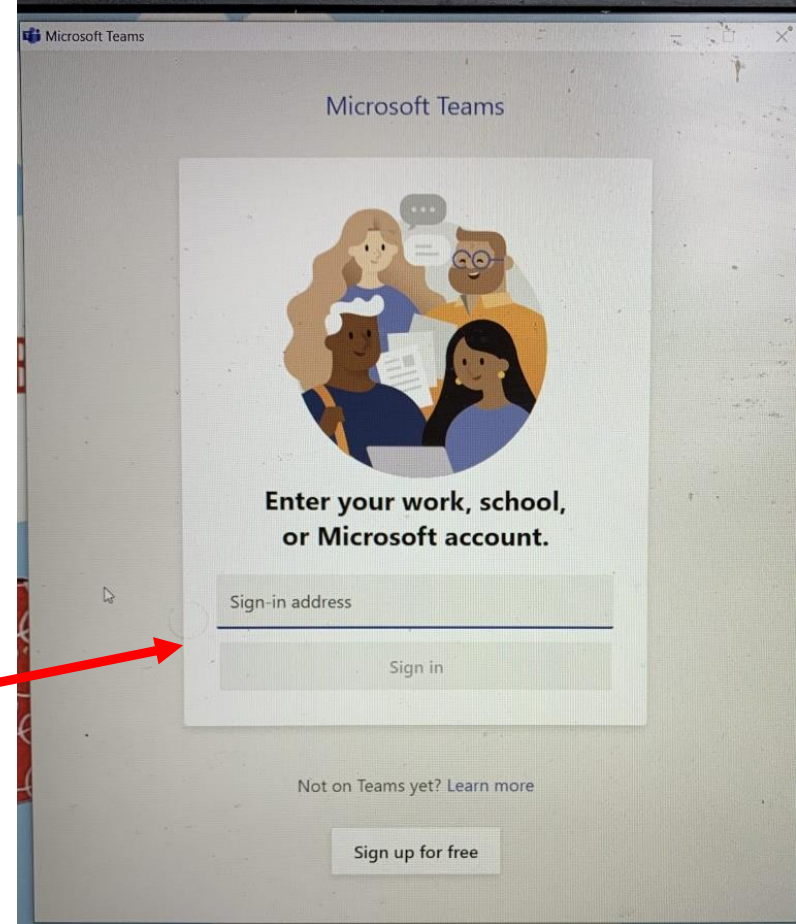 Microsoft Teams
Microsoft Teams
Enter your work, school,
or Microsoft account.
Sign-in address
Sign in
Not on Teams yet? Learn more
Sign up for free